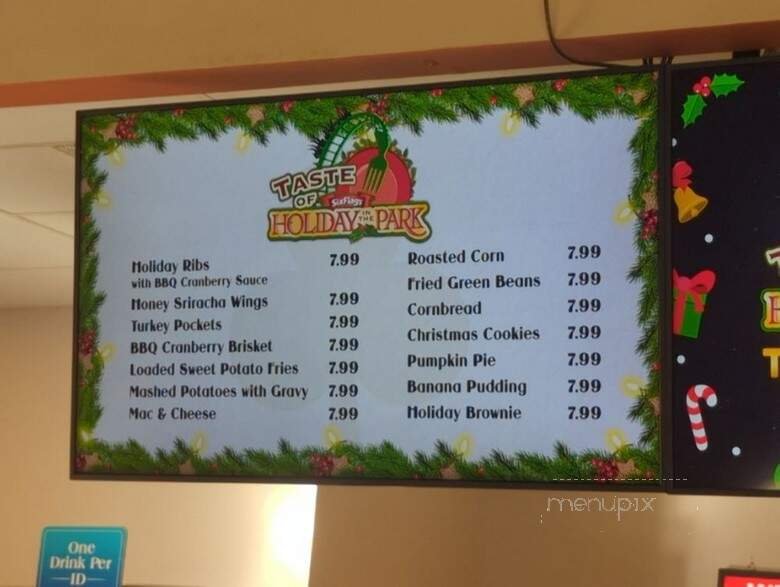 TASTE
OF
SixFlags
HOLIDAY IN THE PARK
Holiday Ribs 7.99
with BBQ Cranberry Sauce
Honey Sriracha Wings 7.99
Turkey Pockets 7.99
BBQ Cranberry Brisket 7.99
Loaded Sweet Potato Fries 7.99
Mashed Potatoes with Gravy 7.99
Mac & Cheese 7.99
Roasted Corn 7.99
Fried Green Beans 7.99
Cornbread 7.99
Christmas Cookies 7.99
Pumpkin Pie 7.99
Banana Pudding 7.99
Holiday Brownie 7.99
menupix
One
Drink Per
ID